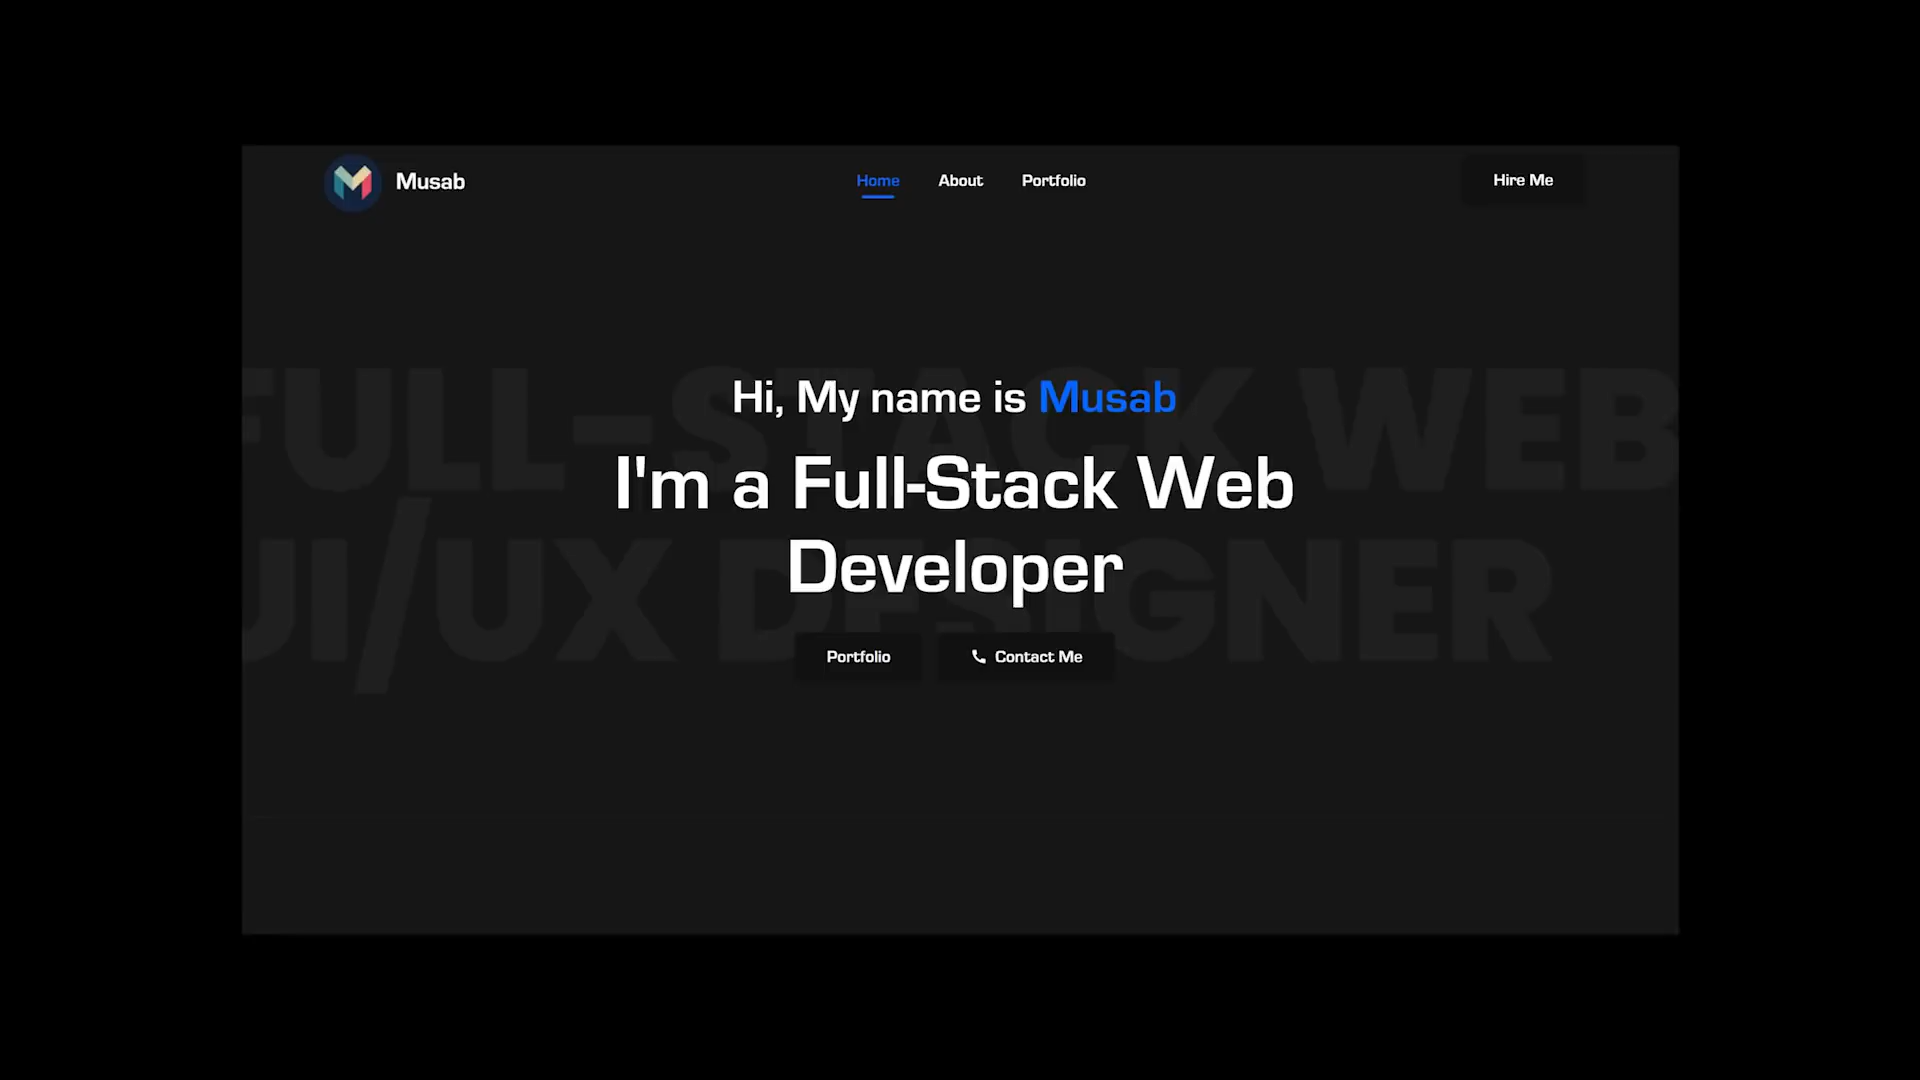 Musab
Home About Portfolio
Hire Me
FULL-STACK WEB
Hi, My name is Musab
I'm a Full-Stack Web
Developer
UI/UX DESIGNER
Portfolio Contact Me